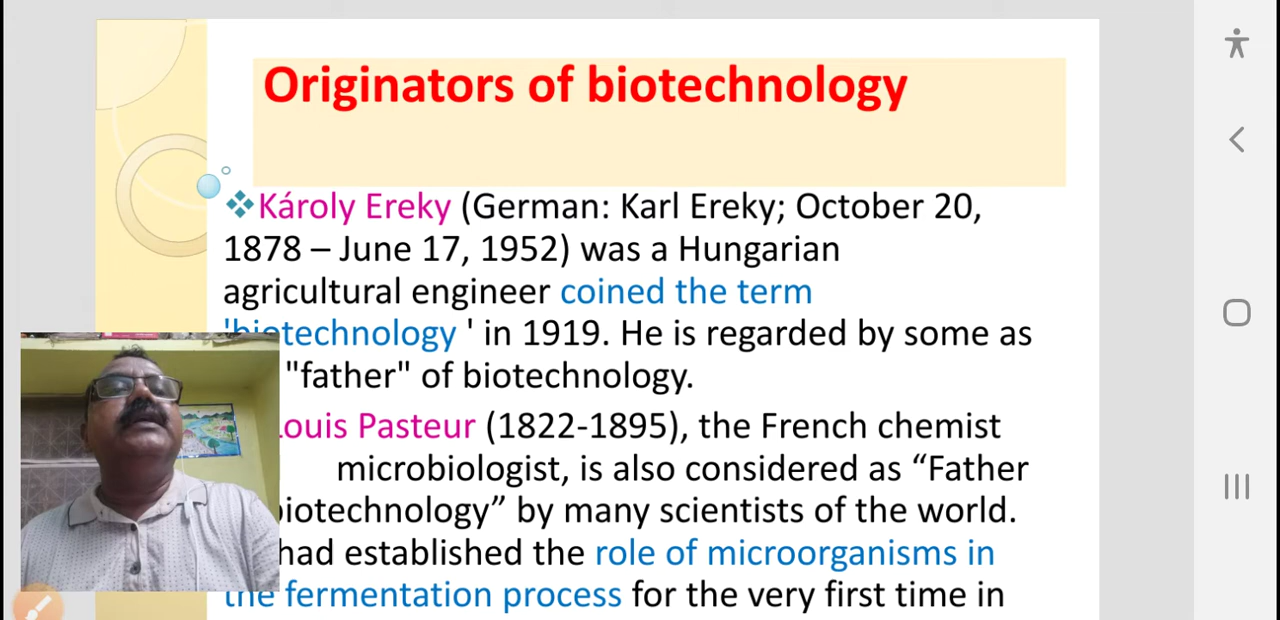 Originators of biotechnology
Károly Ereky (German: Karl Ereky; October 20,
1878 – June 17, 1952) was a Hungarian
agricultural engineer coined the term
'biotechnology ' in 1919. He is regarded by some as
"father" of biotechnology.
Louis Pasteur (1822-1895), the French chemist
microbiologist, is also considered as “Father
biotechnology” by many scientists of the world.
had established the role of microorganisms in
the fermentation process for the very first time in